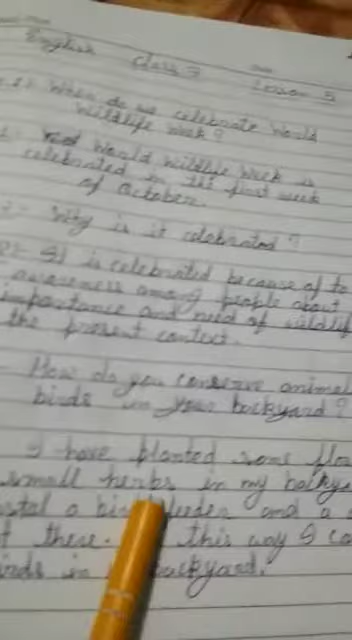 English Class 3 Lesson 5
When do we celebrate World
Wildlife Week?
World Wildlife Week is
celebrated in the first week
of October.
Why is it celebrated?
It is celebrated because of to
awareness among people about
importance and need of
the present context.
How do you conserve animal
birds in your backyard?
I have planted some
small herbs in my
a bird feeder and a
there. this way I
in backyard.